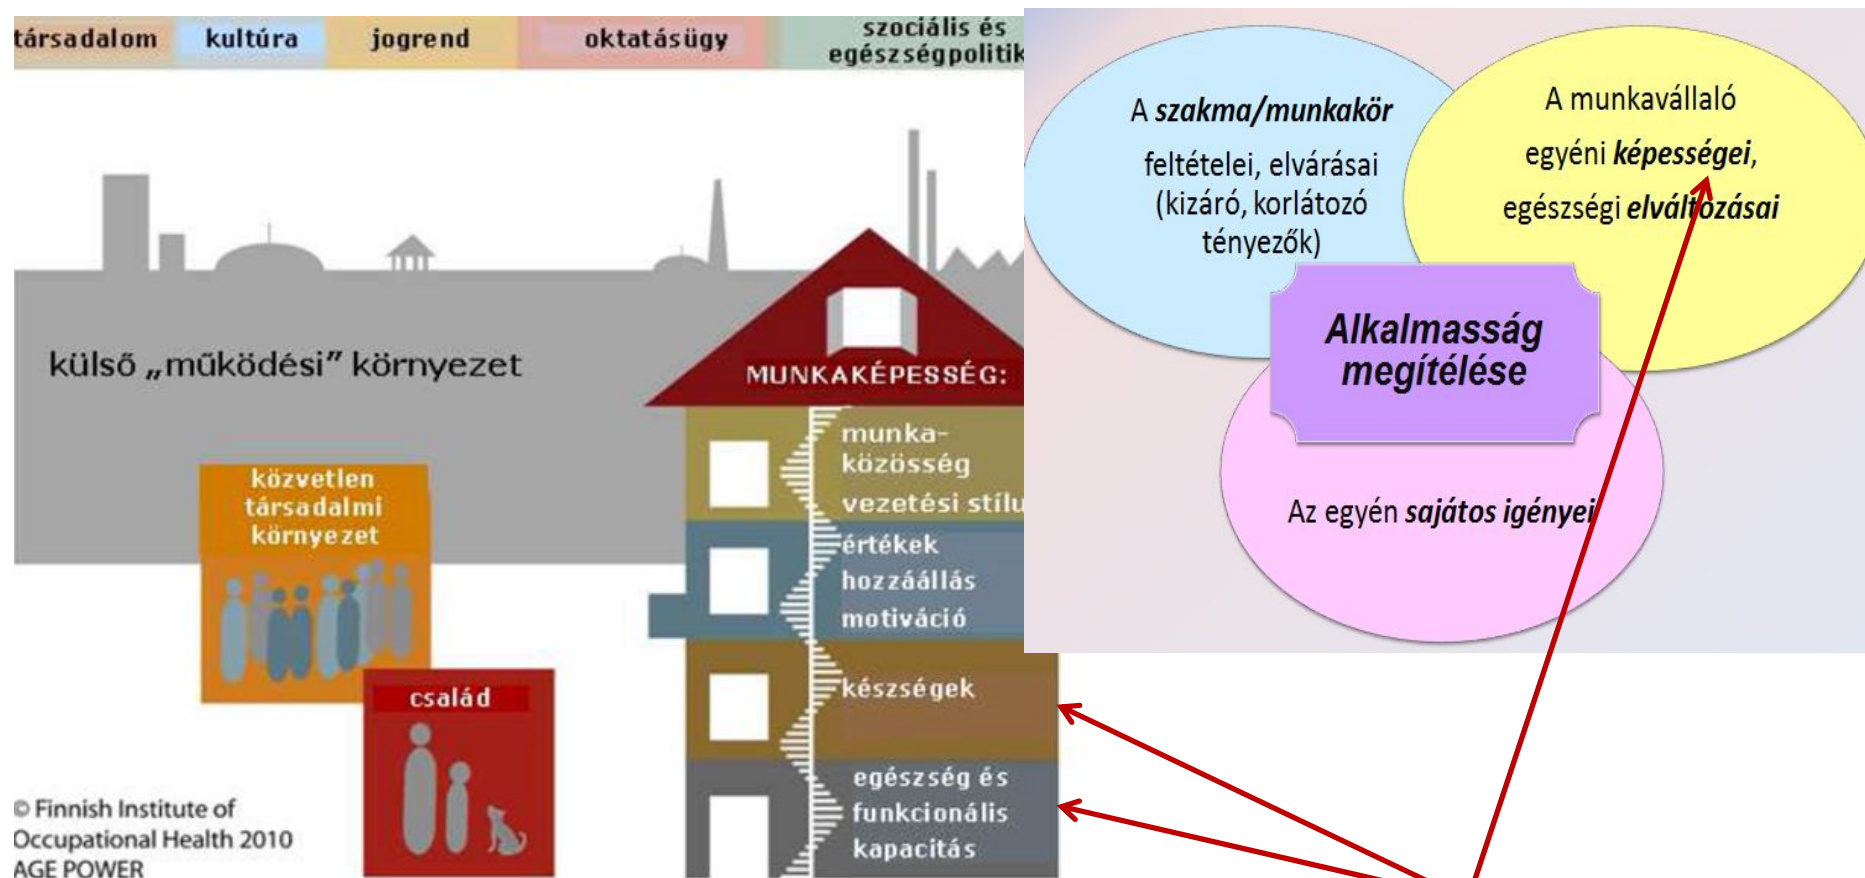 társadalom
kultúra
jogrend
oktatásügy
szociális és
egészségpolitik
külső „működési” környezet
közvetlen
társadalmi
környezet
család
© Finnish Institute of
Occupational Health 2010
AGE POWER
MUNKAKÉPESSÉG:
munka-
közösség
vezetési stílu
értékek
hozzáállás
motiváció
készségek
egészség és
funkcionális
kapacitás
A szakma/munkakör
feltételei, elvárásai
(kizáró, korlátozó
tényezők)
A munkavállaló
egyéni képességei,
egészségi elváltozásai
Alkalmasság
megítélése
Az egyén sajátos igényei